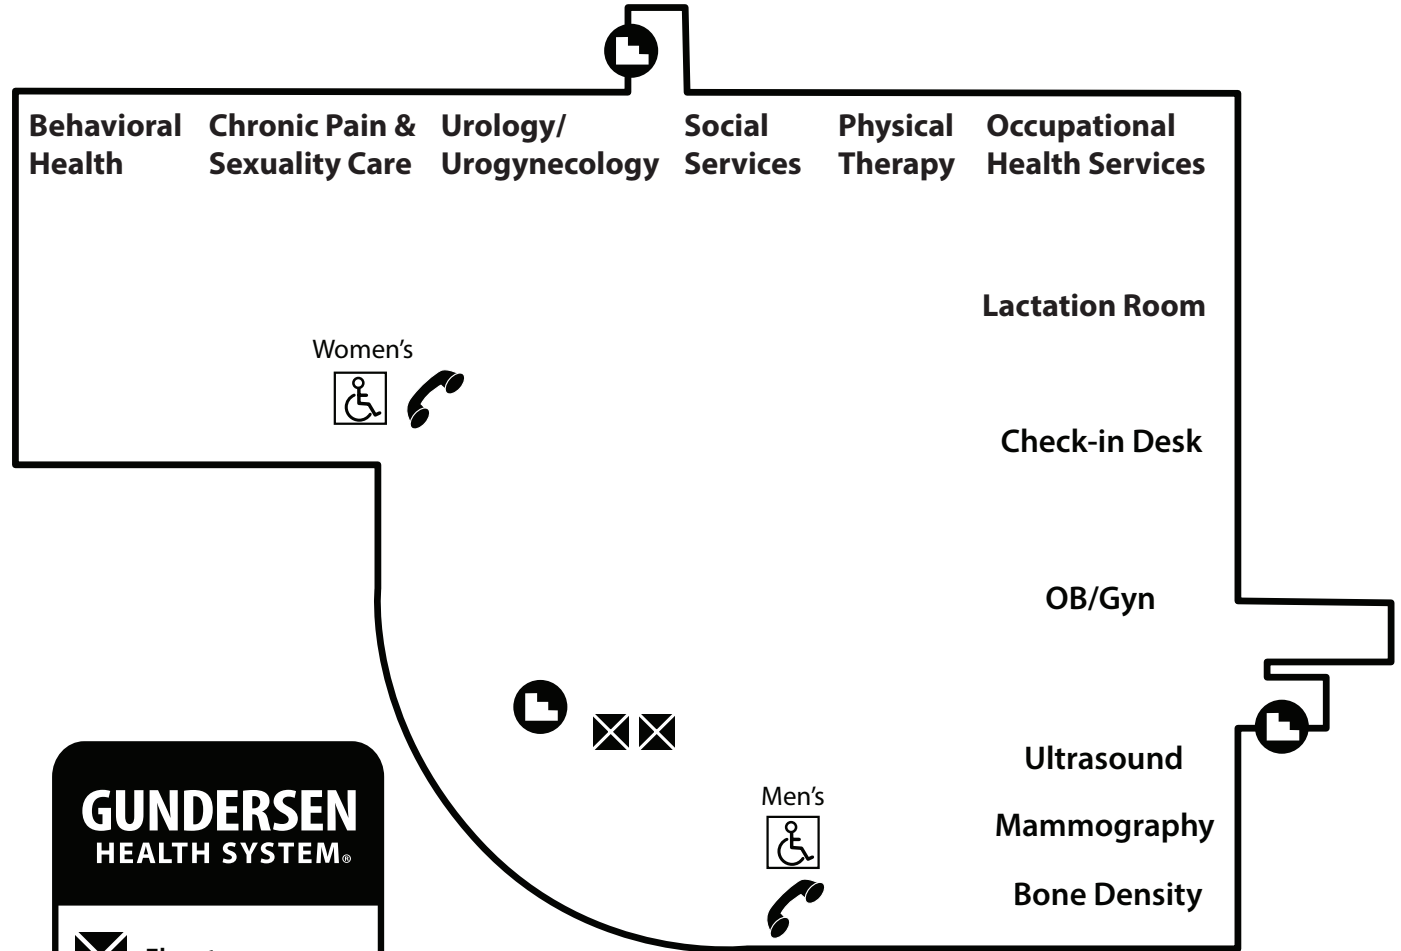 Behavioral Health
Chronic Pain &
Sexuality Care
Urology/
Urogynecology
Social
Services
Physical
Therapy
Occupational
Health Services
Lactation Room
Women's
Check-in Desk
OB/Gyn
Ultrasound
Men's
Mammography
Bone Density
GUNDERSEN
HEALTH SYSTEM®